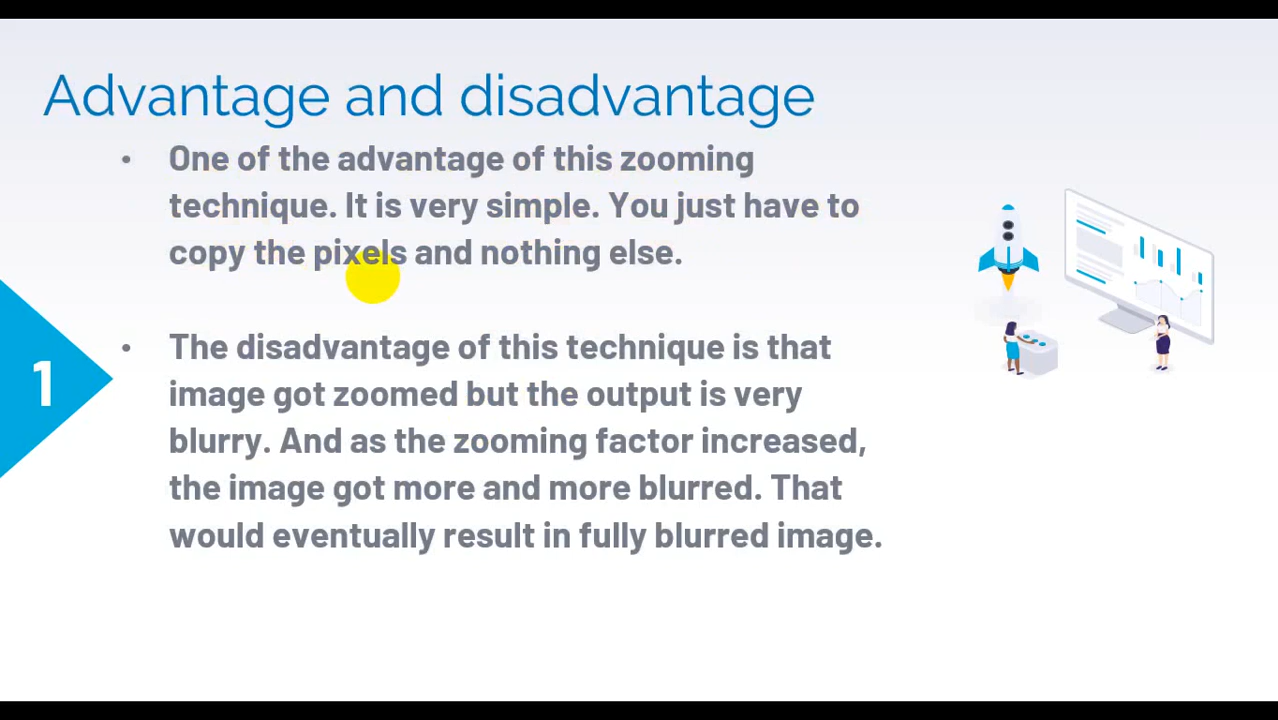 Advantage and disadvantage
• One of the advantage of this zooming
technique. It is very simple. You just have to
copy the pixels and nothing else.
• The disadvantage of this technique is that
image got zoomed but the output is very
blurry. And as the zooming factor increased,
the image got more and more blurred. That
would eventually result in fully blurred image.
1